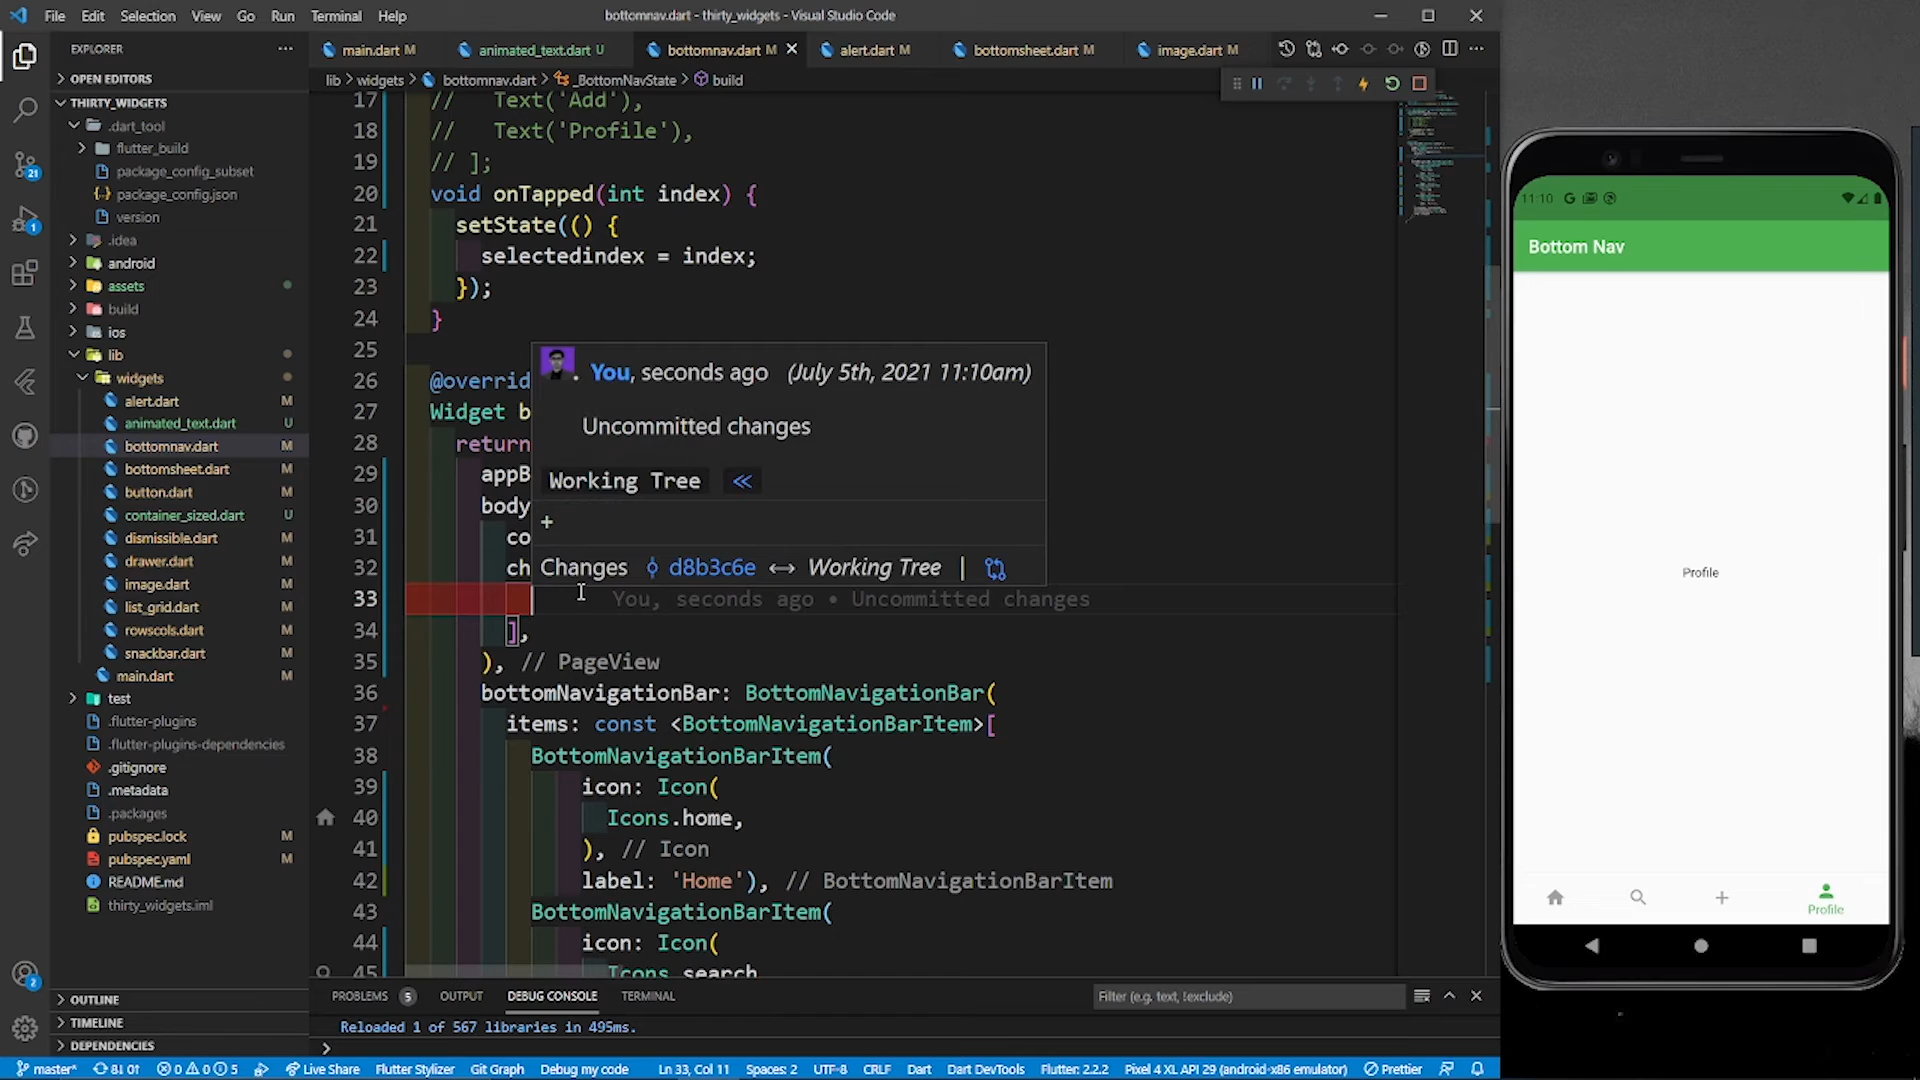 File Edit Selection View Go Run Terminal Help
bottomnav.dart - thirty_widgets - Visual Studio Code
EXPLORER
main.dart M
animated_text.dart U
bottomnav.dart M
alert.dart M
bottomsheet.dart M
image.dart M
lib > widgets > bottomnav.dart > _BottomNavState > build
OPEN EDITORS
THIRTY_WIDGETS
.dart_tool
flutter_build
package_config_subset
package_config.json
version
.idea
android
assets
build
ios
lib
widgets
alert.dart M
animated_text.dart U
bottomnav.dart M
bottomsheet.dart M
button.dart M
container_sized.dart U
dismissible.dart M
drawer.dart M
image.dart M
list_grid.dart M
rowscols.dart M
snackbar.dart M
main.dart M
test
.flutter-plugins
.flutter-plugins-dependencies
.gitignore
.metadata
.packages
pubspec.lock M
pubspec.yaml M
README.md
thirty_widgets.iml
OUTLINE
TIMELINE
DEPENDENCIES
21
1
2
17 // Text('Add'),
18 // Text('Profile'),
19 // ];
20 void onTapped(int index) {
21 setState(() {
22 selectedindex = index;
23 });
24 }
25
26 @overrid
27 Widget b
28 return
29 appB
30 body
31 co
32 ch
33 You, seconds ago • Uncommitted changes
34 ],
35 ), // PageView
36 bottomNavigationBar: BottomNavigationBar(
37 items: const <BottomNavigationBarItem>[
38 BottomNavigationBarItem(
39 icon: Icon(
40 Icons.home,
41 ), // Icon
42 label: 'Home'), // BottomNavigationBarItem
43 BottomNavigationBarItem(
44 icon: Icon(
45 Icons.search
You, seconds ago (July 5th, 2021 11:10am)
Uncommitted changes
Working Tree
+
Changes d8b3c6e ↔ Working Tree |
PROBLEMS 5 OUTPUT DEBUG CONSOLE TERMINAL
Filter (e.g. text, !exclude)
Reloaded 1 of 567 libraries in 495ms.
>
master* 8↓ 0↑ 0 0 5 Live Share Flutter Stylizer Git Graph Debug my code Ln 33, Col 11 Spaces: 2 UTF-8 CRLF Dart Dart DevTools Flutter: 2.2.2 Pixel 4 XL API 29 (android-x86 emulator) Prettier
11:10
Bottom Nav
Profile
Profile